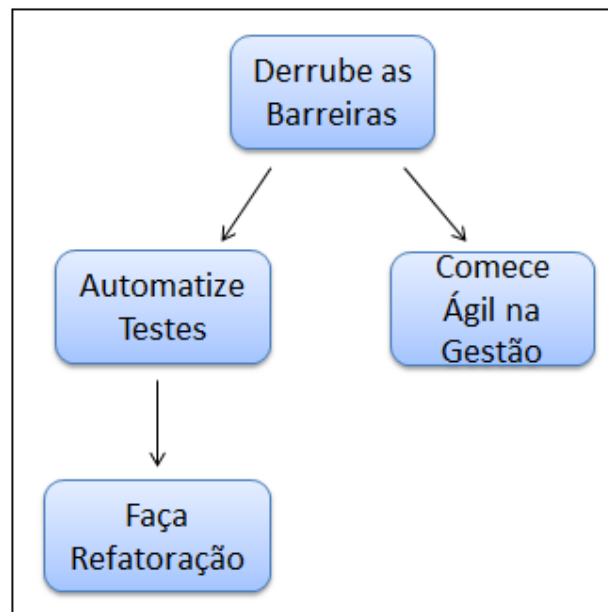 Derrube as
Barreiras
Automatize
Testes
Comece
Ágil na
Gestão
Faça
Refatoração